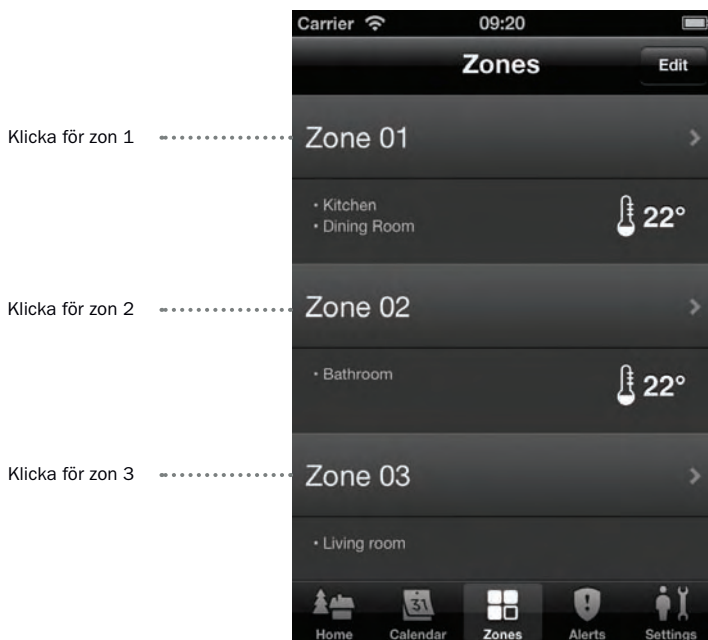 Carrier 09:20
Zones Edit
Klicka för zon 1
Zone 01
• Kitchen
• Dining Room
22°
Klicka för zon 2
Zone 02
• Bathroom
22°
Klicka för zon 3
Zone 03
• Living room
31
Home Calendar Zones Alerts Settings